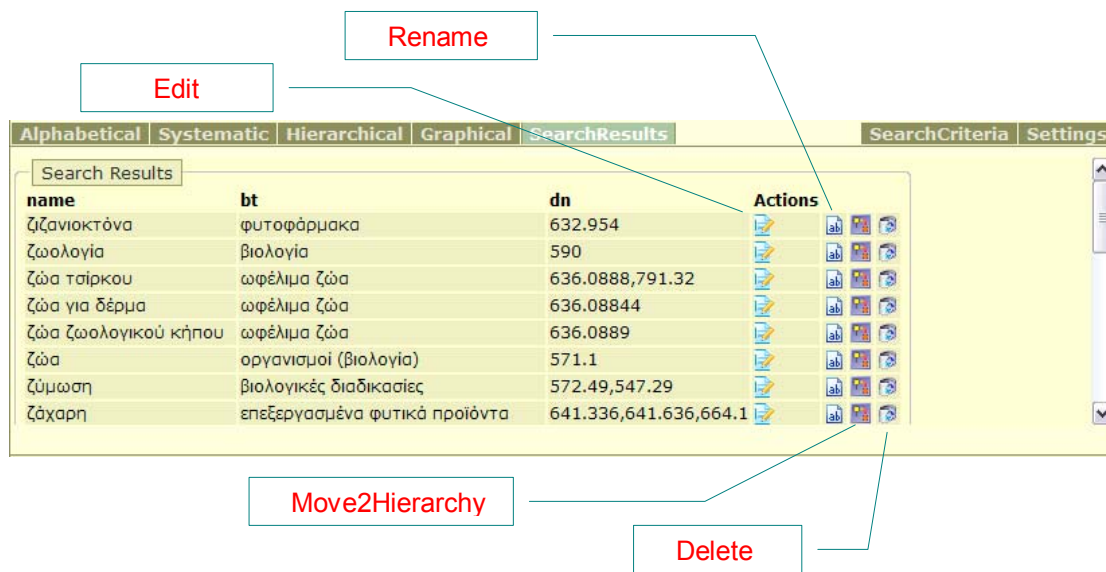 Rename
Edit
Alphabetical Systematic Hierarchical Graphical SearchResults SearchCriteria Settings
Search Results
name bt dn Actions
ζιζανιοκτόνα φυτοφάρμακα 632.954
ζωολογία βιολογία 590
ζώα τσίρκου ωφέλιμα ζώα 636.0888,791.32
ζώα για δέρμα ωφέλιμα ζώα 636.08844
ζώα ζωολογικού κήπου ωφέλιμα ζώα 636.0889
ζώα οργανισμοί (βιολογία) 571.1
ζύμωση βιολογικές διαδικασίες 572.49,547.29
ζάχαρη επεξεργασμένα φυτικά προϊόντα 641.336,641.636,664.1
Move2Hierarchy
Delete